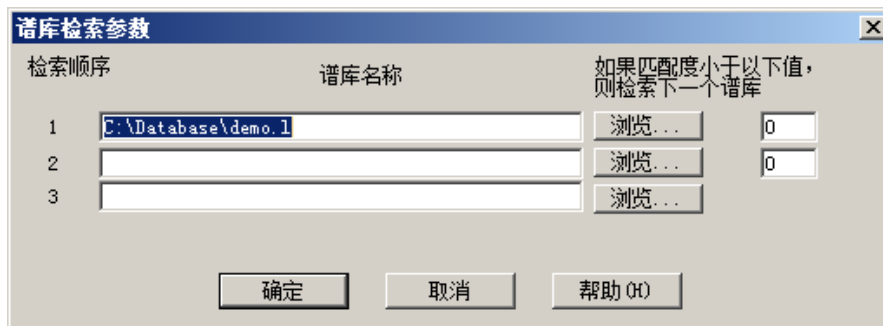 谱库检索参数
检索顺序 谱库名称 如果匹配度小于以下值，
则检索下一个谱库
1 C:\Database\demo.l 浏览... 0
2 浏览... 0
3 浏览...
确定 取消 帮助(H)